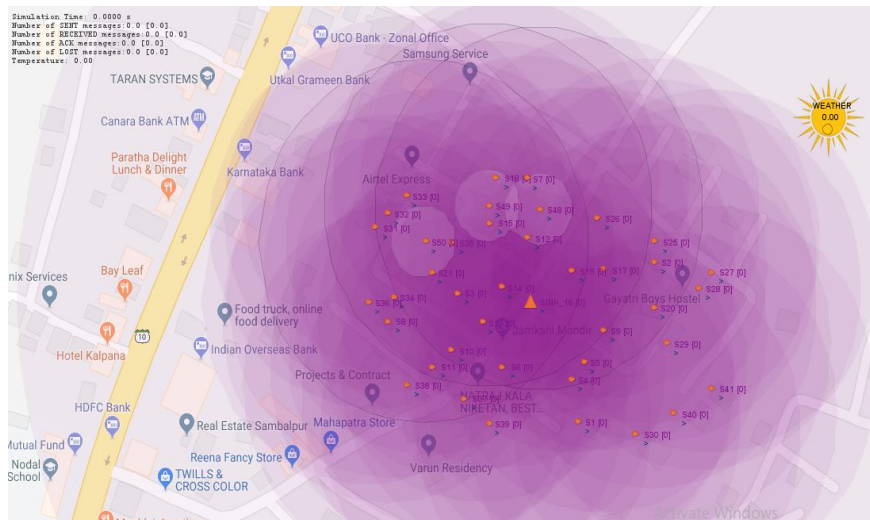 Simulation Time: 0.0000 s
Number of SENT messages:0.0 [0.0]
Number of RECEIVED messages:0.0 [0.0]
Number of ACK messages:0.0 [0.0]
Number of LOST messages:0.0 [0.0]
Temperature: 0.00
UCO Bank - Zonal Office
Samsung Service
TARAN SYSTEMS
Utkal Grameen Bank
WEATHER
0.00
Canara Bank ATM
ATM
Paratha Delight
Lunch & Dinner
Karnataka Bank
Airtel Express
S7 [0]
S33 [0]
S49 [0]
S48 [0]
S32 [0]
S26 [0]
S15 [0]
S31 [0]
S12 [0]
S50
S25 [0]
S2 [0]
nix Services
Bay Leaf
S21 [0]
S17 [0]
S27 [0]
Gayatri Boys Hostel
S28 [0]
S3 [0]
S14 [0]
S34 [0]
S36 [0]
S20 [0]
Food truck, online
food delivery
S8 [0]
Jamkani Mandir
S9 [0]
10
Hotel Kalpana
Indian Overseas Bank
S29 [0]
S10 [0]
S11 [0]
S6 [0]
S5 [0]
Projects & Contract
S4 [0]
S38 [0]
S41 [0]
NATRAJ KALA
NIKETAN, BEST...
HDFC Bank
S40 [0]
Real Estate Sambalpur
Mahapatra Store
S39 [0]
S1 [0]
S30 [0]
Mutual Fund
Reena Fancy Store
Varun Residency
Nodal
School
TWILLS &
CROSS COLOR
Activate Windows